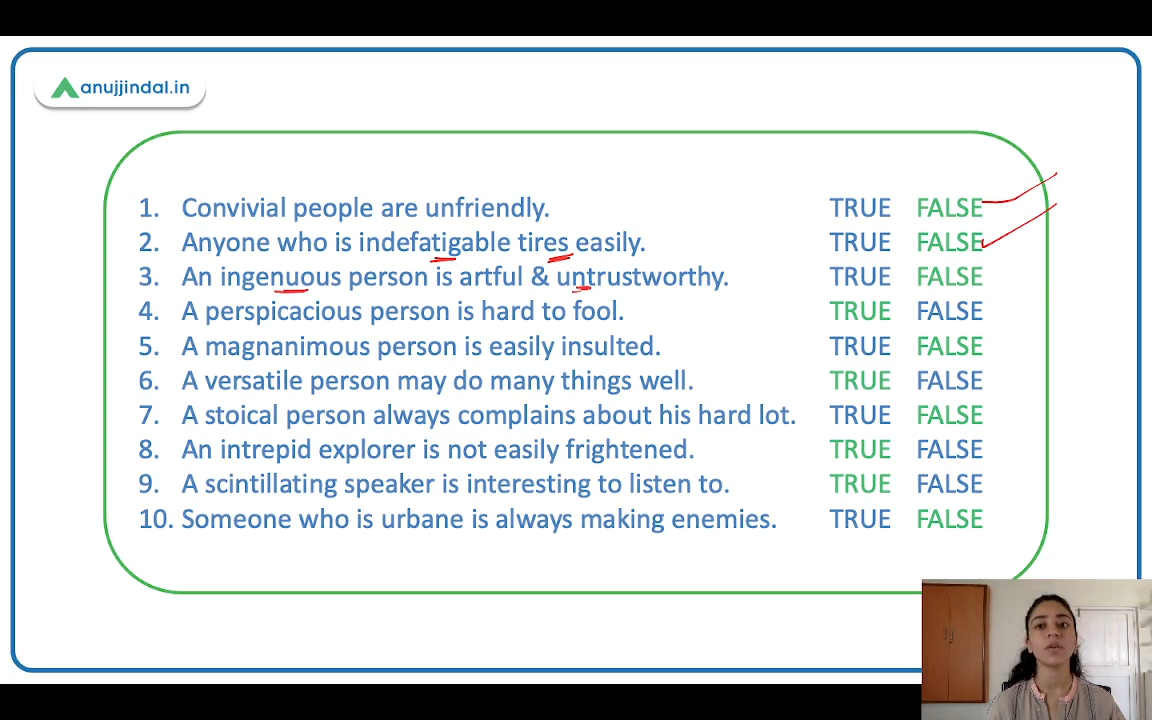 anujjindal.in
1. Convivial people are unfriendly. TRUE FALSE
2. Anyone who is indefatigable tires easily. TRUE FALSE
3. An ingenuous person is artful & untrustworthy. TRUE FALSE
4. A perspicacious person is hard to fool. TRUE FALSE
5. A magnanimous person is easily insulted. TRUE FALSE
6. A versatile person may do many things well. TRUE FALSE
7. A stoical person always complains about his hard lot. TRUE FALSE
8. An intrepid explorer is not easily frightened. TRUE FALSE
9. A scintillating speaker is interesting to listen to. TRUE FALSE
10. Someone who is urbane is always making enemies. TRUE FALSE